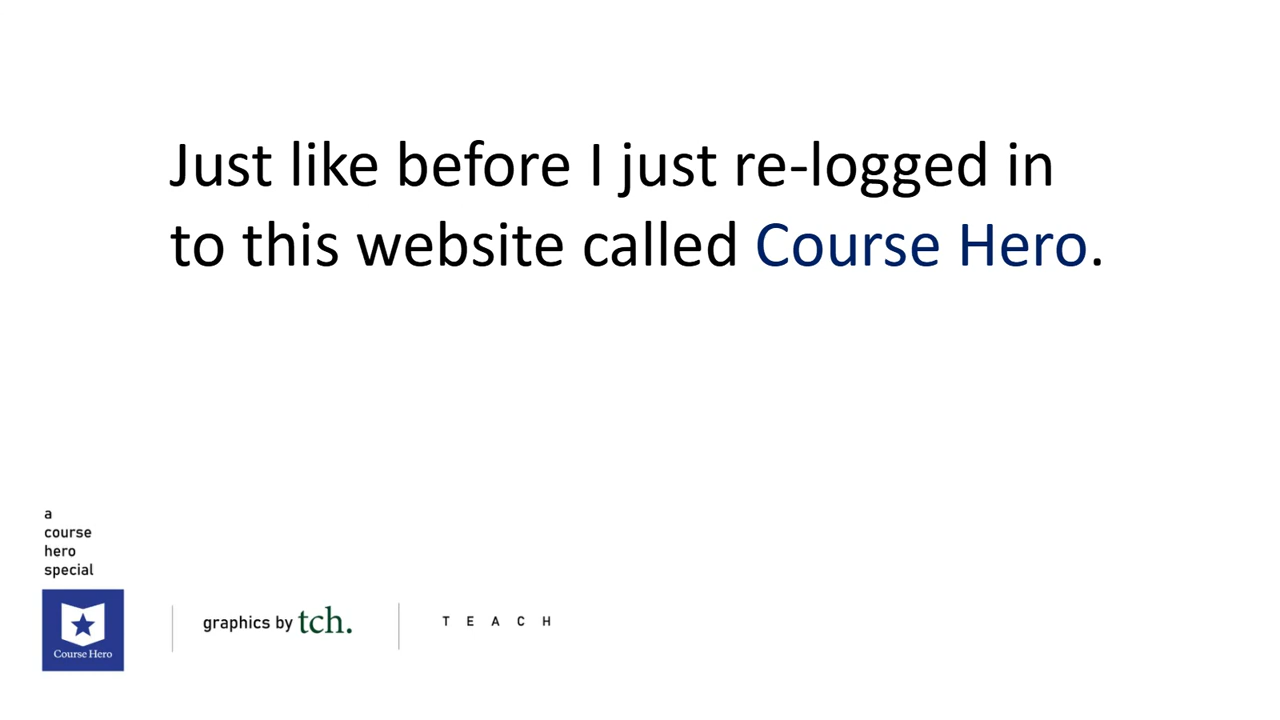 Just like before I just re-logged in
to this website called Course Hero.
a
course
hero
special
Course Hero
graphics by tch.
TEACH